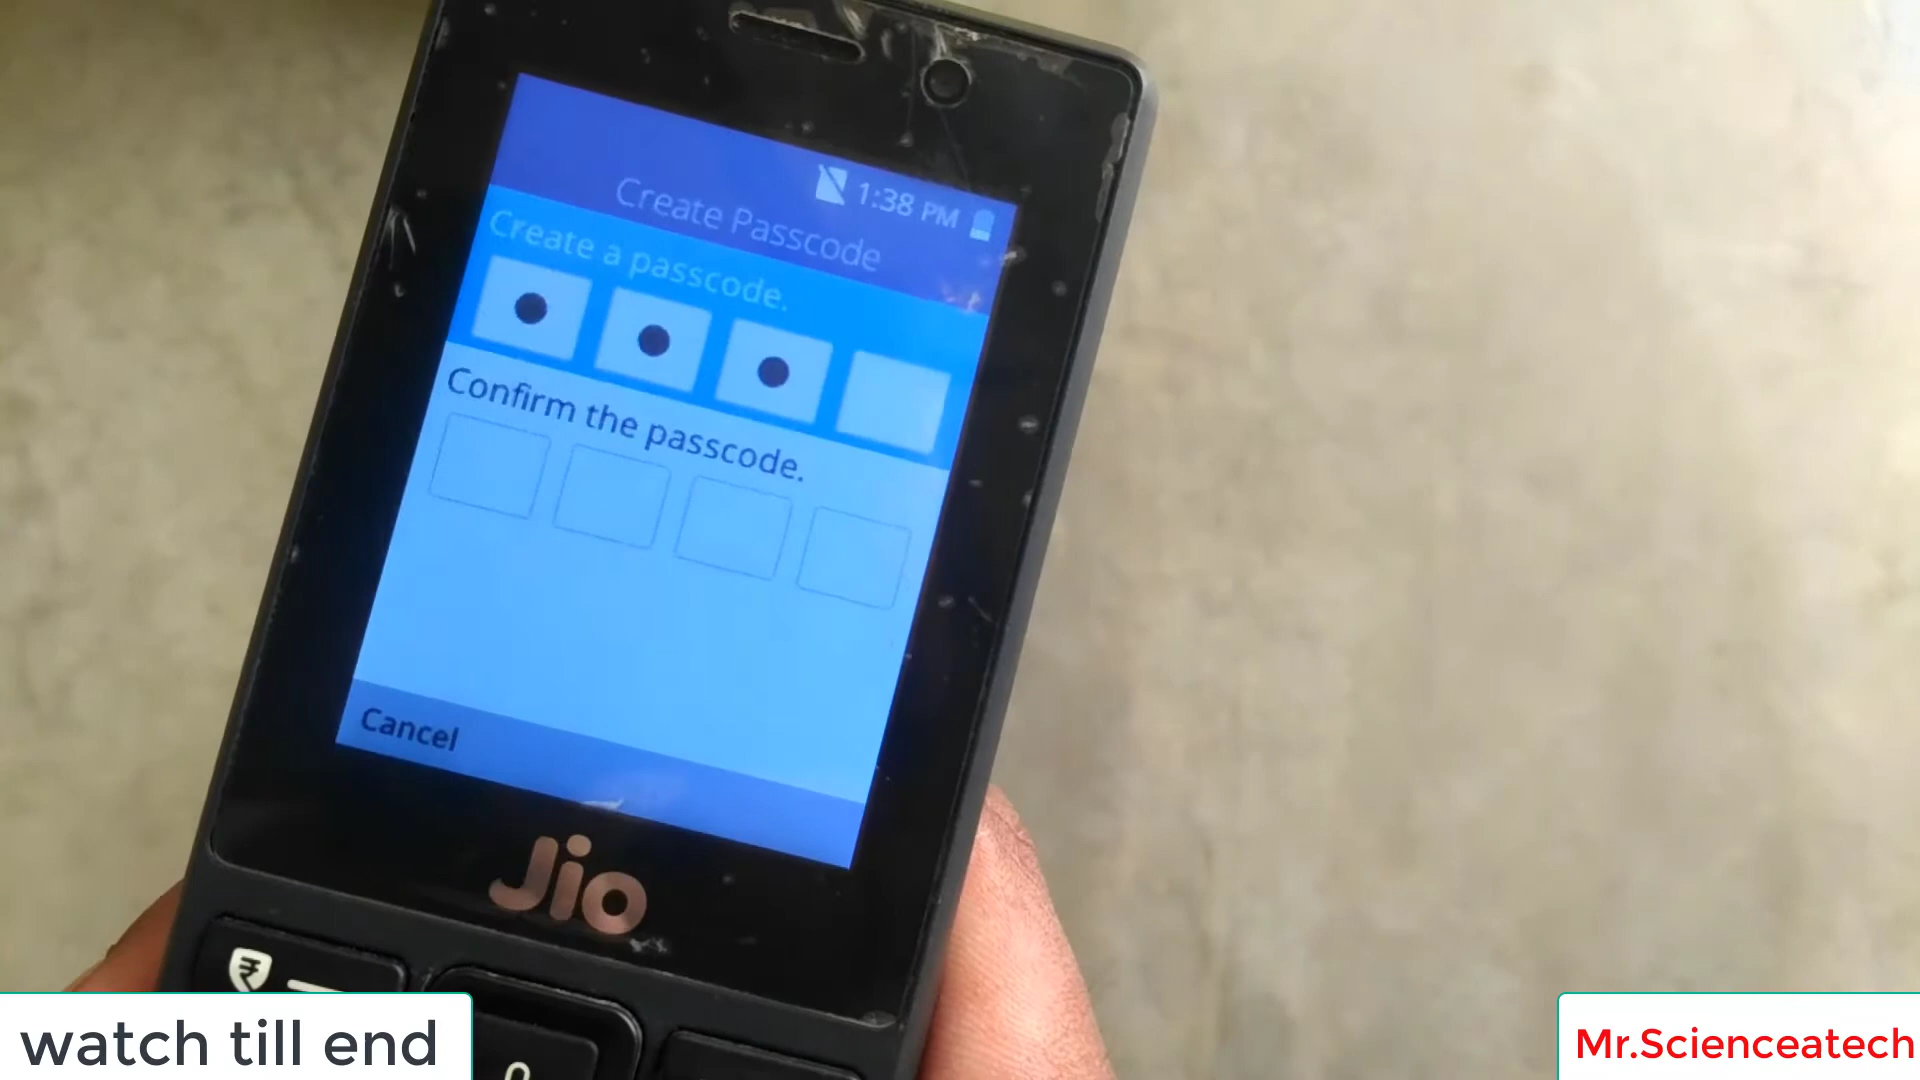 1:38 PM
Create Passcode
Create a passcode.
Confirm the passcode.
Cancel
Jio
₹
watch till end
Mr.Scienceatech